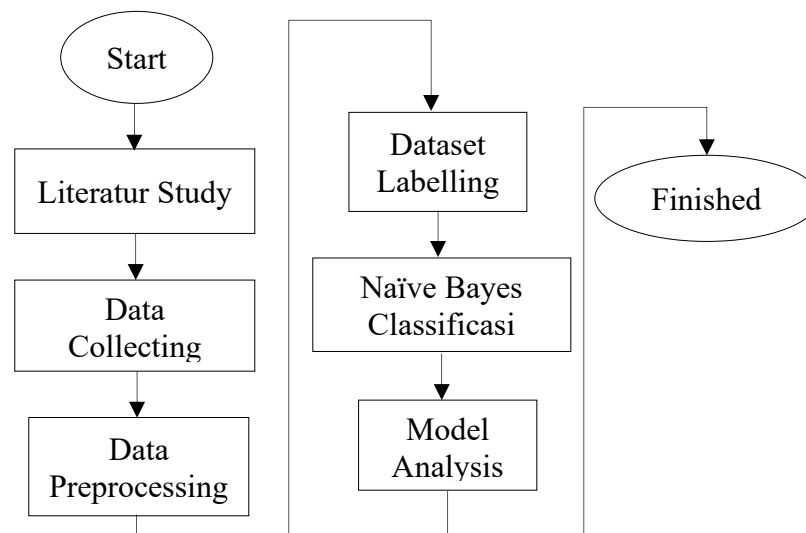 Start
Literatur Study
Data
Collecting
Data
Preprocessing
Dataset
Labelling
Naïve Bayes
Classificasi
Model
Analysis
Finished